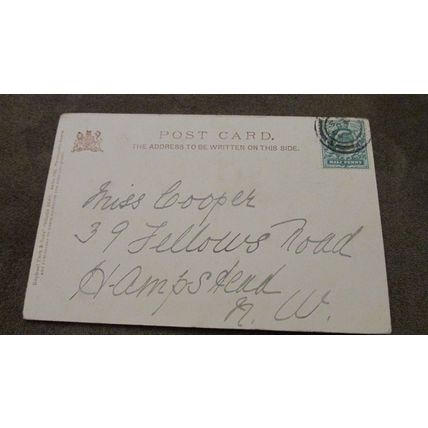 POST CARD.
THE ADDRESS TO BE WRITTEN ON THIS SIDE.
HALF PENNY
Miss Cooper
39 Fellows Road
Hampstead
N. W.